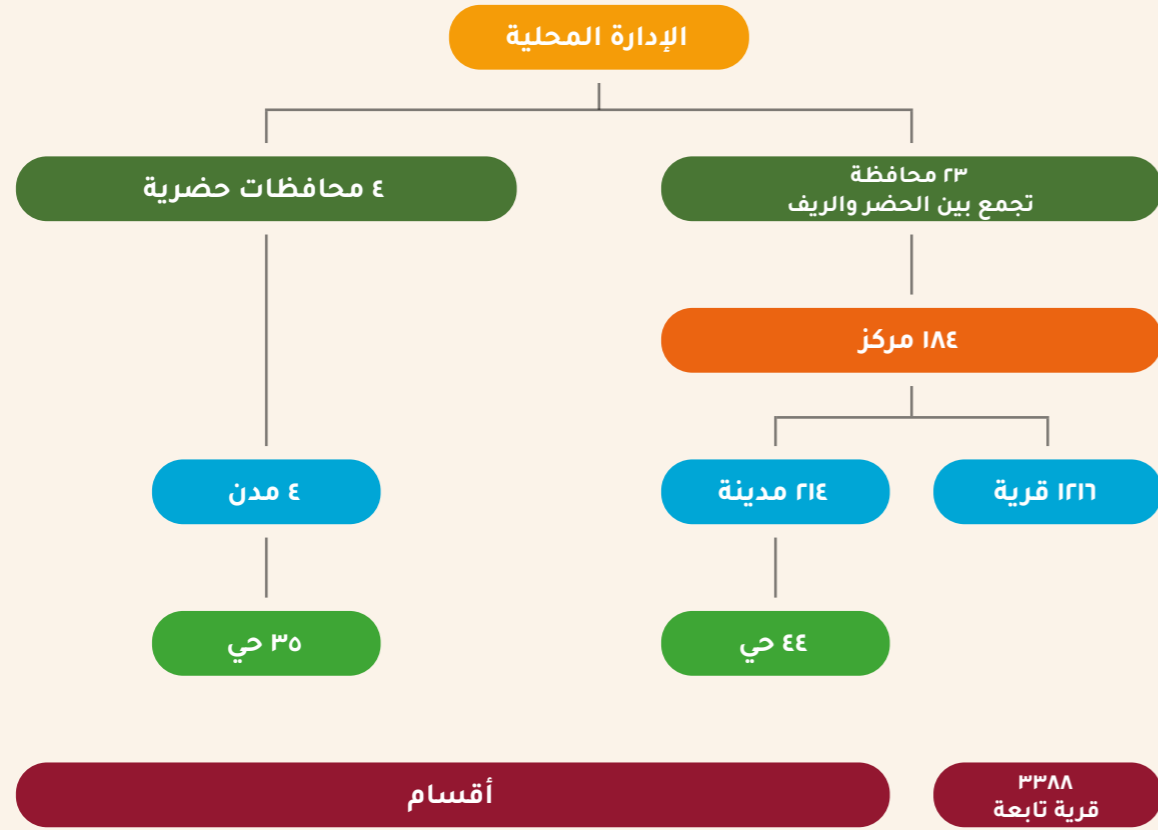 الإدارة المحلية
٢٣ محافظة
تجمع بين الحضر والريف
٤ محافظات حضرية
١٨٤ مركز
١٢١٦ قرية
٢١٤ مدينة
٤ مدن
٤٤ حي
٣٥ حي
٣٣٨٨
قرية تابعة
أقسام